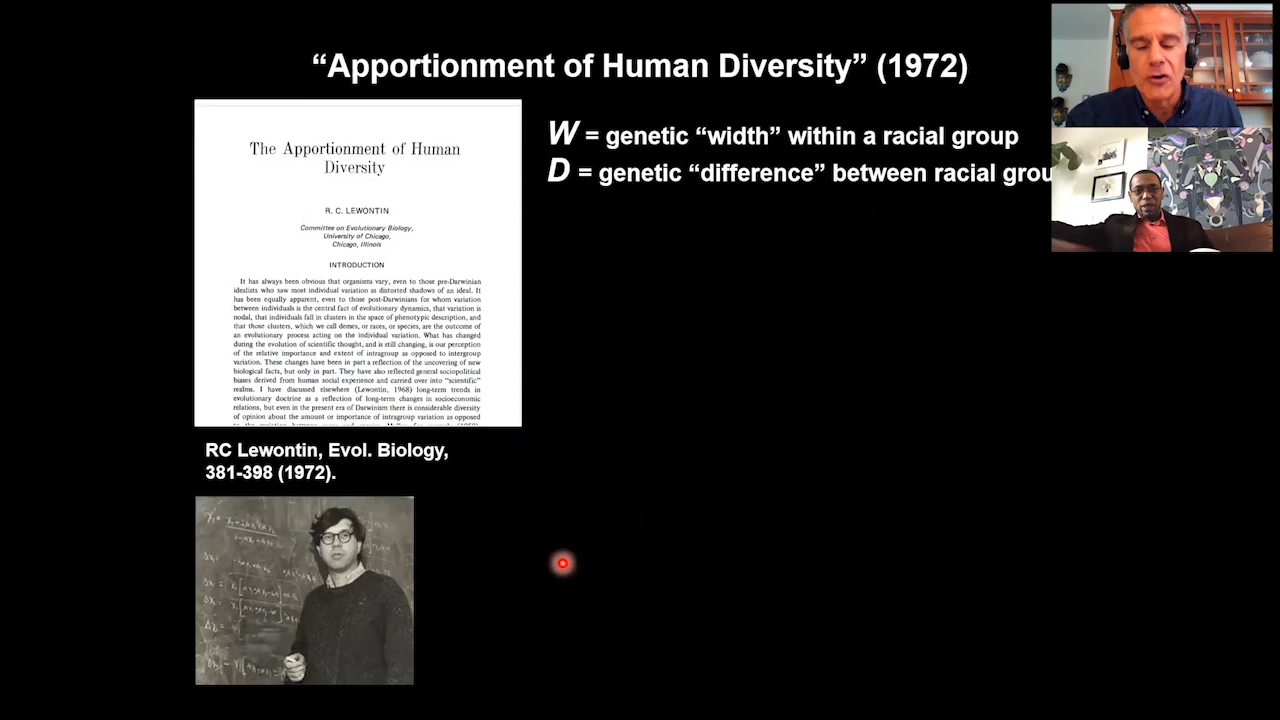 “Apportionment of Human Diversity” (1972)
The Apportionment of Human
Diversity
R. C. LEWONTIN
Committee on Evolutionary Biology,
University of Chicago,
Chicago, Illinois
INTRODUCTION
It has always been obvious that organisms vary, even to those pre-Darwinian
idealists who saw most individual variation as distorted shadows of an ideal. It
has been equally apparent, even to those post-Darwinians for whom variation
between individuals is the central fact of evolutionary dynamics, that variation is
nodal, that individuals fall in clusters in the space of phenotypic description, and
that those clusters, which we call demes, or races, or species, are the outcome of
an evolutionary process acting on the individual variation. What has changed
during the evolution of scientific thought, and is still changing, is our perception
of the relative importance and extent of intragroup as opposed to intergroup
variation. These changes have been in part a reflection of the uncovering of new
biological facts, but only in part. They have also reflected general sociopolitical
biases derived from human social experience and carried over into “scientific”
realms. I have discussed elsewhere (Lewontin, 1968) long-term trends in
evolutionary doctrine as a reflection of long-term changes in socioeconomic
relations, but even in the present era of Darwinism there is considerable diversity
of opinion about the amount or importance of intragroup variation as opposed
W = genetic “width” within a racial group
D = genetic “difference” between racial grou
RC Lewontin, Evol. Biology,
381-398 (1972).